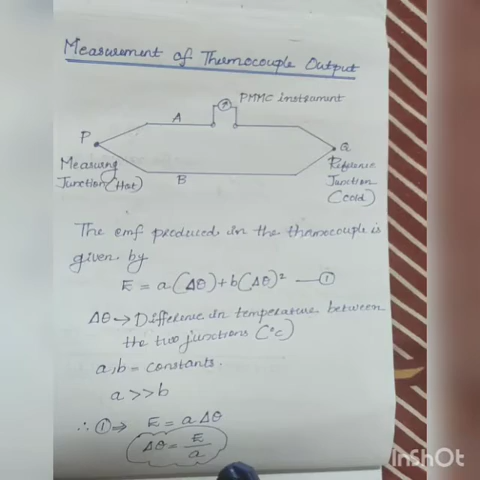 Measurement of Thermocouple Output
PMMC instrument
A
P
Q
Measuring
Junction (Hot)
B
Reference
Junction
(Cold)
The emf produced in the thermocouple is
given by
E = a(Δθ) + b(Δθ)² — ①
Δθ → Difference in temperature between
the two junctions (°C)
a, b = constants.
a >> b
∴ ① ⇒ E = a Δθ
Δθ = E/a
InShOt